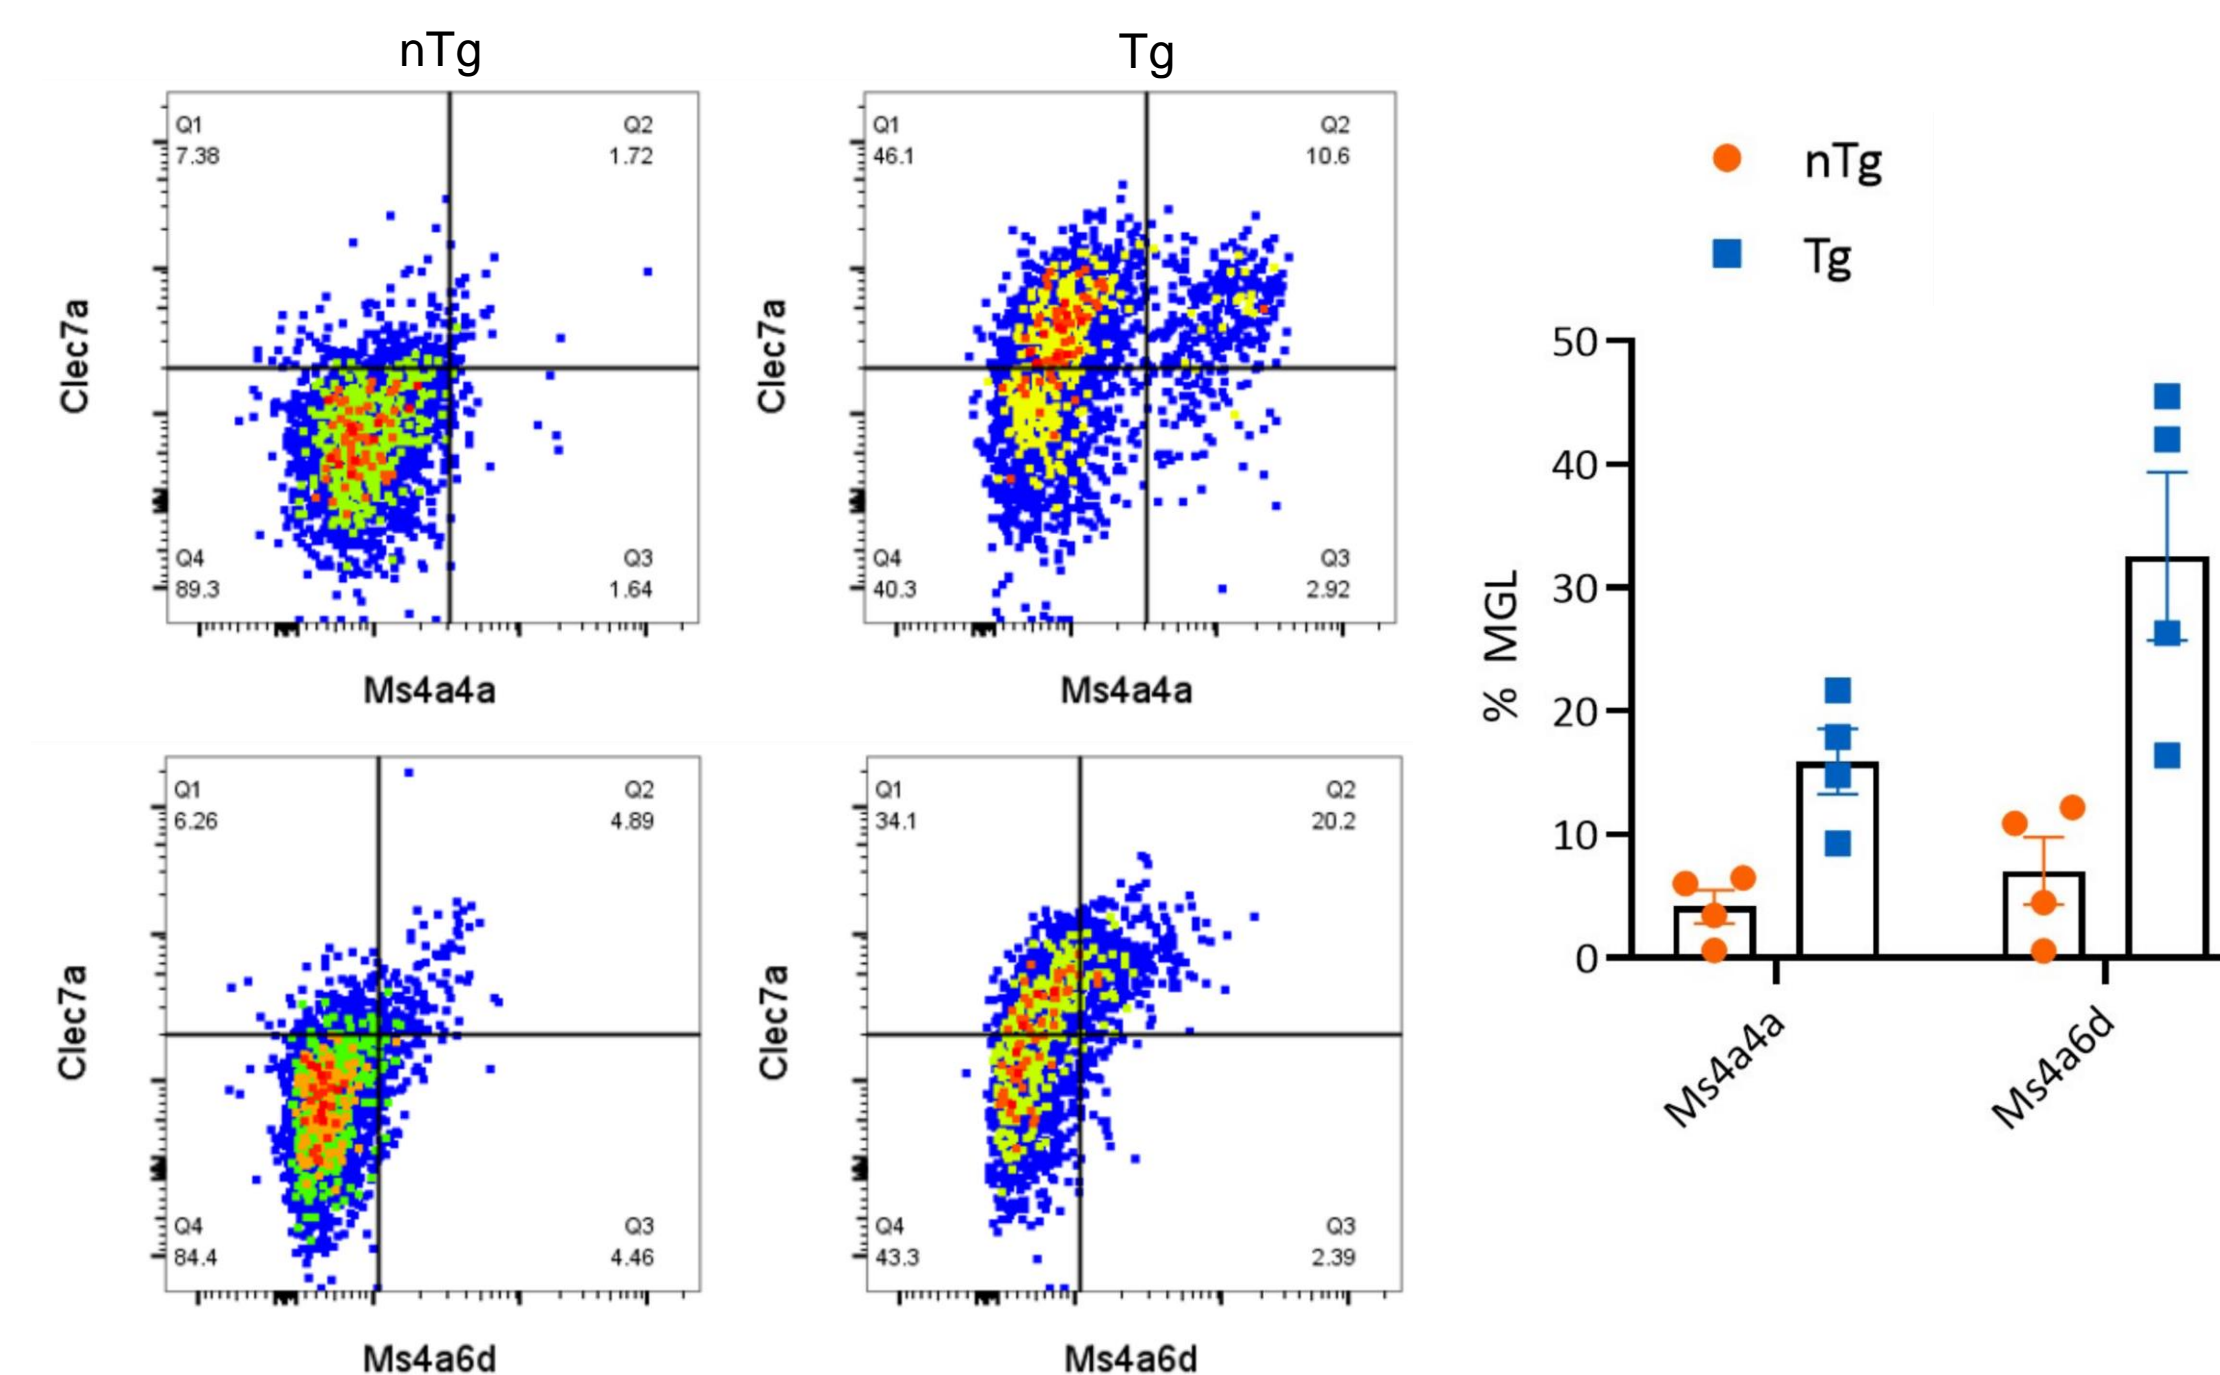 nTg
Tg
Q1
7.38
Q2
1.72
Q4
89.3
Q3
1.64
Clec7a
Ms4a4a
Q1
46.1
Q2
10.6
Q4
40.3
Q3
2.92
Clec7a
Ms4a4a
Q1
6.26
Q2
4.89
Q4
84.4
Q3
4.46
Clec7a
Ms4a6d
Q1
34.1
Q2
20.2
Q4
43.3
Q3
2.39
Clec7a
Ms4a6d
nTg
Tg
50
40
30
20
10
0
% MGL
Ms4a4a
Ms4a6d